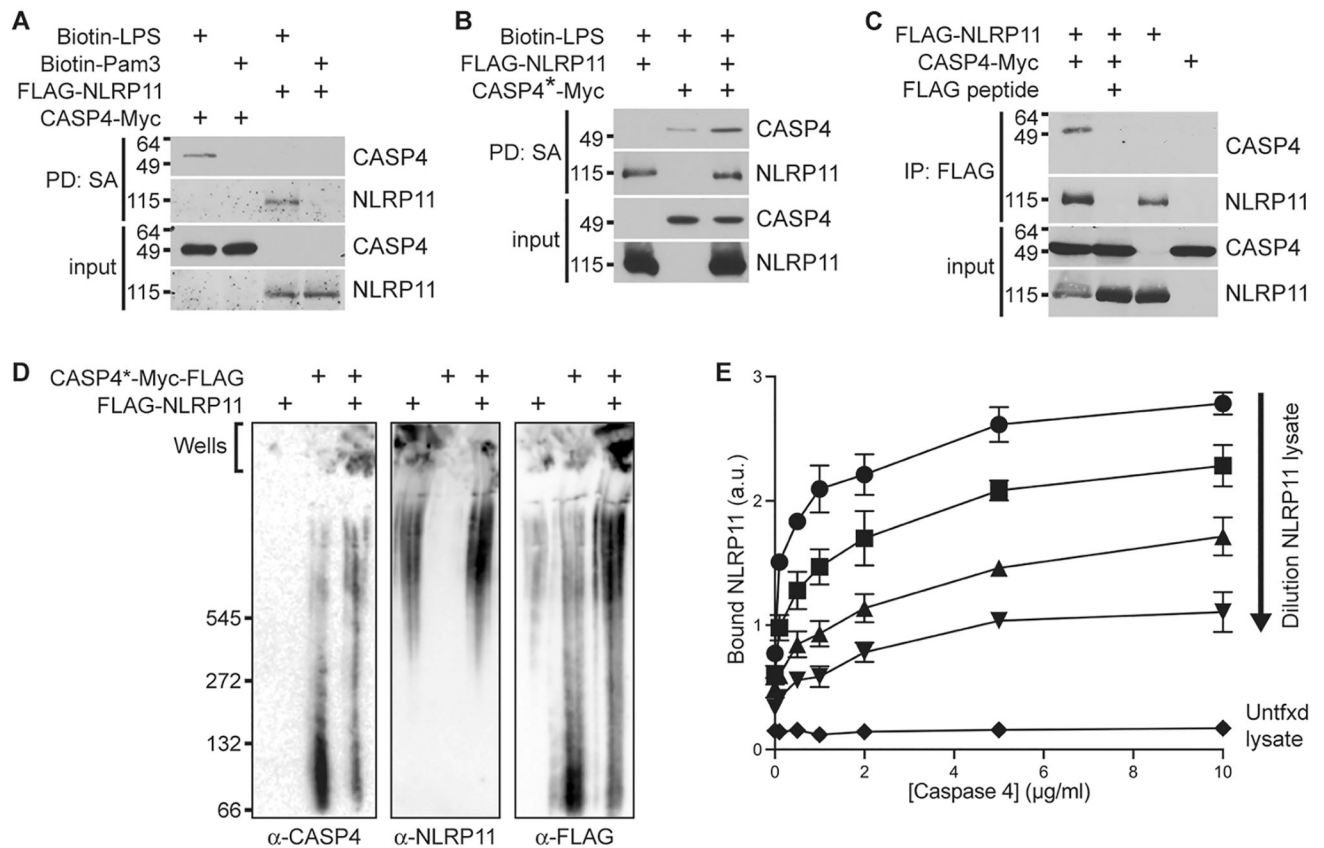 A
Biotin-LPS + +
Biotin-Pam3 + +
FLAG-NLRP11 + +
CASP4-Myc + +
PD: SA
64
49
CASP4
115
NLRP11
input
64
49
CASP4
115
NLRP11
B
Biotin-LPS + + +
FLAG-NLRP11 + +
CASP4*-Myc + +
PD: SA
49
CASP4
115
NLRP11
input
49
CASP4
115
NLRP11
C
FLAG-NLRP11 + + +
CASP4-Myc + + +
FLAG peptide +
IP: FLAG
64
49
CASP4
115
NLRP11
input
64
49
CASP4
115
NLRP11
D
CASP4*-Myc-FLAG + + + + + +
FLAG-NLRP11 + + + + + +
Wells
545
272
132
66
α-CASP4 α-NLRP11 α-FLAG
E
Bound NLRP11 (a.u.)
3
2
1
0
0 2 4 6 8 10
[Caspase 4] (µg/ml)
Dilution NLRP11 lysate
Untfxd
lysate